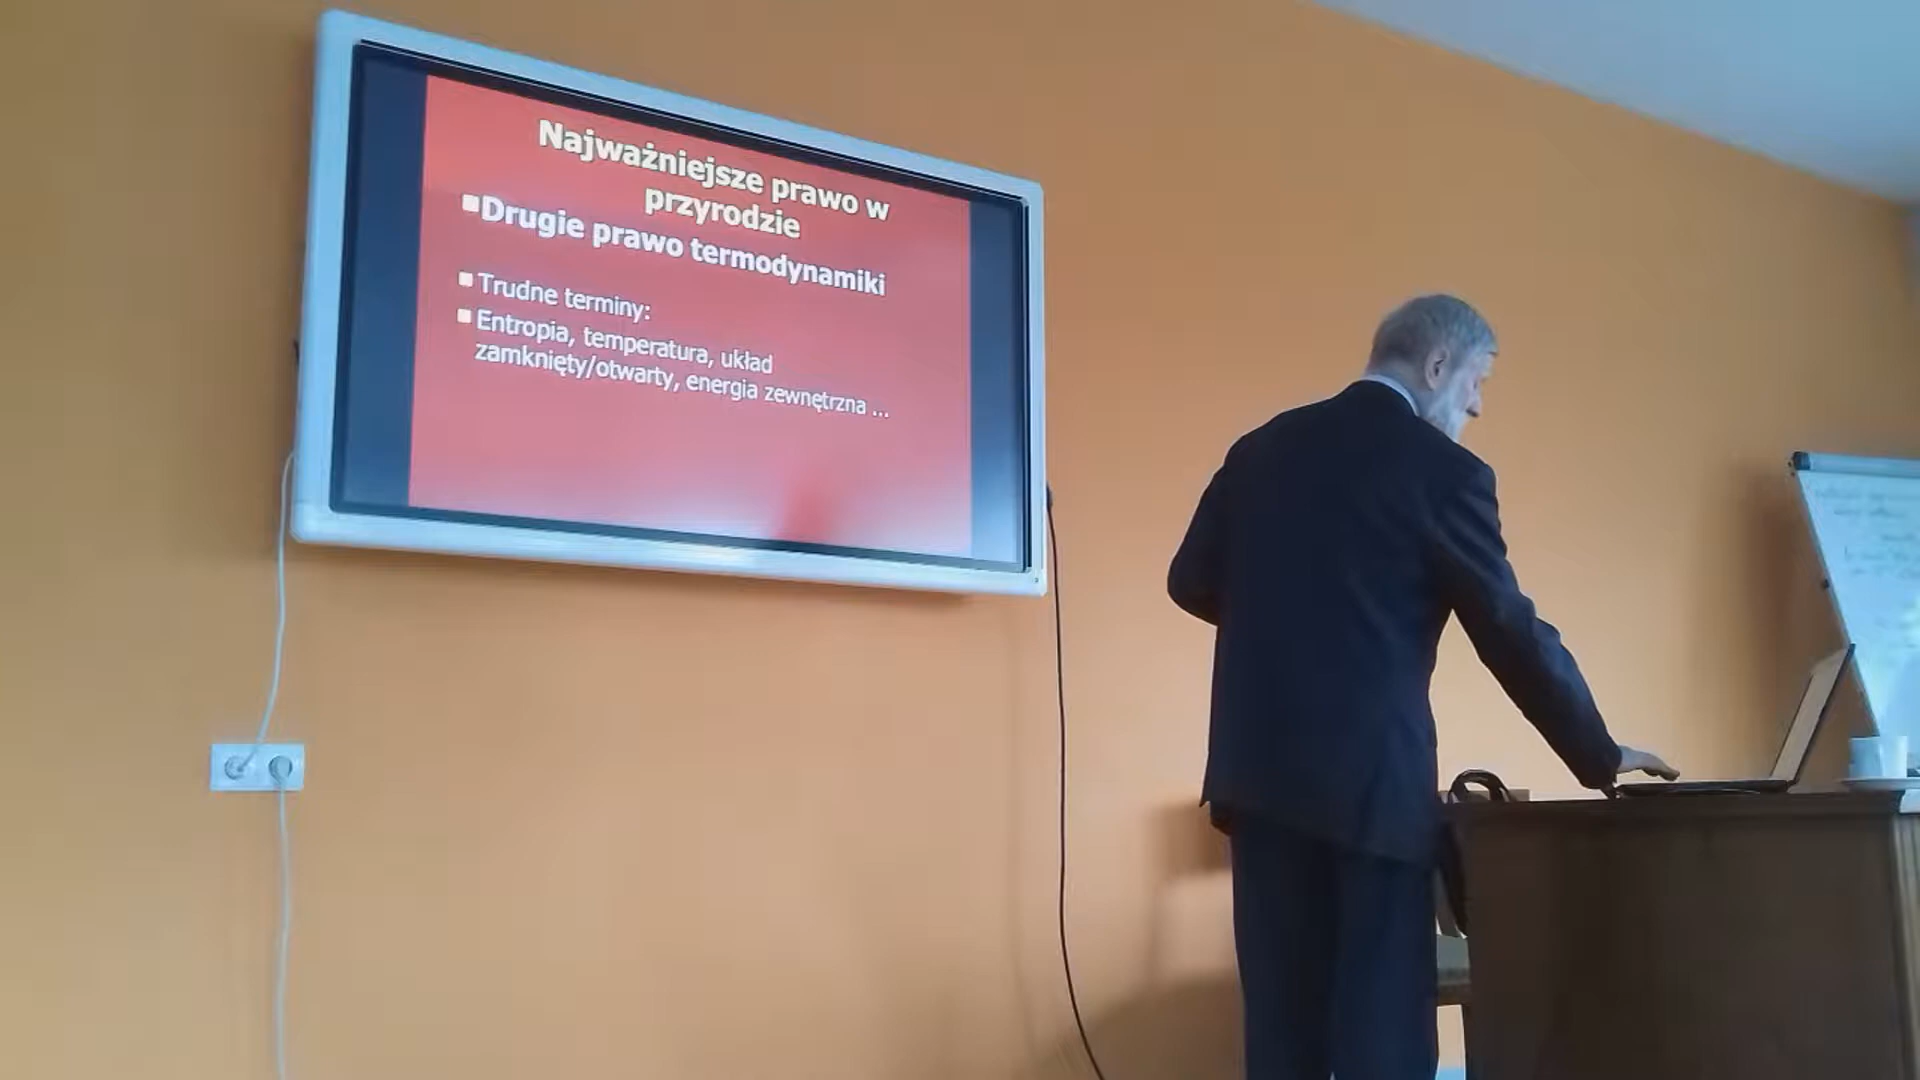 Najważniejsze prawo w
przyrodzie
Drugie prawo termodynamiki
Trudne terminy:
Entropia, temperatura, układ
zamknięty/otwarty, energia zewnętrzna ...